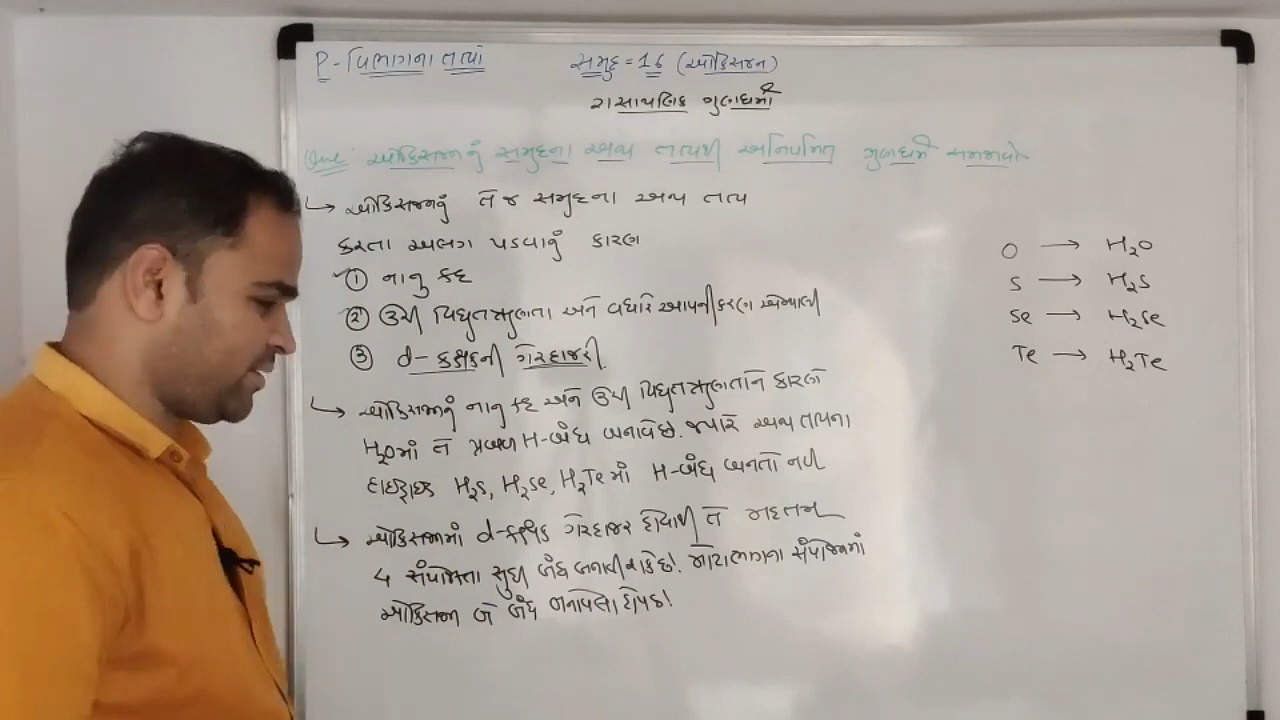 P - વિભાગના તત્વો
સમુહ = 16 (ઓક્સિજન)
રાસાયણિક ગુણધર્મો
Que: ઓક્સિજનનું સમુહના અન્ય તત્વથી અનિયમિત ગુણધર્મ સમજાવો
↳ ઓક્સિજનનું તે જ સમુહના અન્ય તત્વ
કરતા અલગ પડવાનું કારણ
① નાનુ કદ
② ઉંચી વિદ્યુતઋણતા અને વધારે આયનીકરણ એન્થાલ્પી
③ d- કક્ષકની ગેરહાજરી.
↳ ઓક્સિજનનું નાનુ કદ અને ઉંચી વિદ્યુતઋણતાને કારણે
H₂Oમાં તે પ્રબળ H-બંધ બનાવે છે. જ્યારે અન્ય તત્વના
હાઇડ્રાઇડ H₂S, H₂Se, H₂Te માં H-બંધ બનતો નથી
↳ ઓક્સિજનમાં d-કક્ષક ગેરહાજર હોવાથી તે મહત્તમ
4 સંયોજકતા સુધી બંધ બનાવી શકે છે. મોટાભાગના સંયોજનમાં
ઓક્સિજન બે બંધ બનાવેલા હોય છે.
O → H₂O
S → H₂S
Se → H₂Se
Te → H₂Te